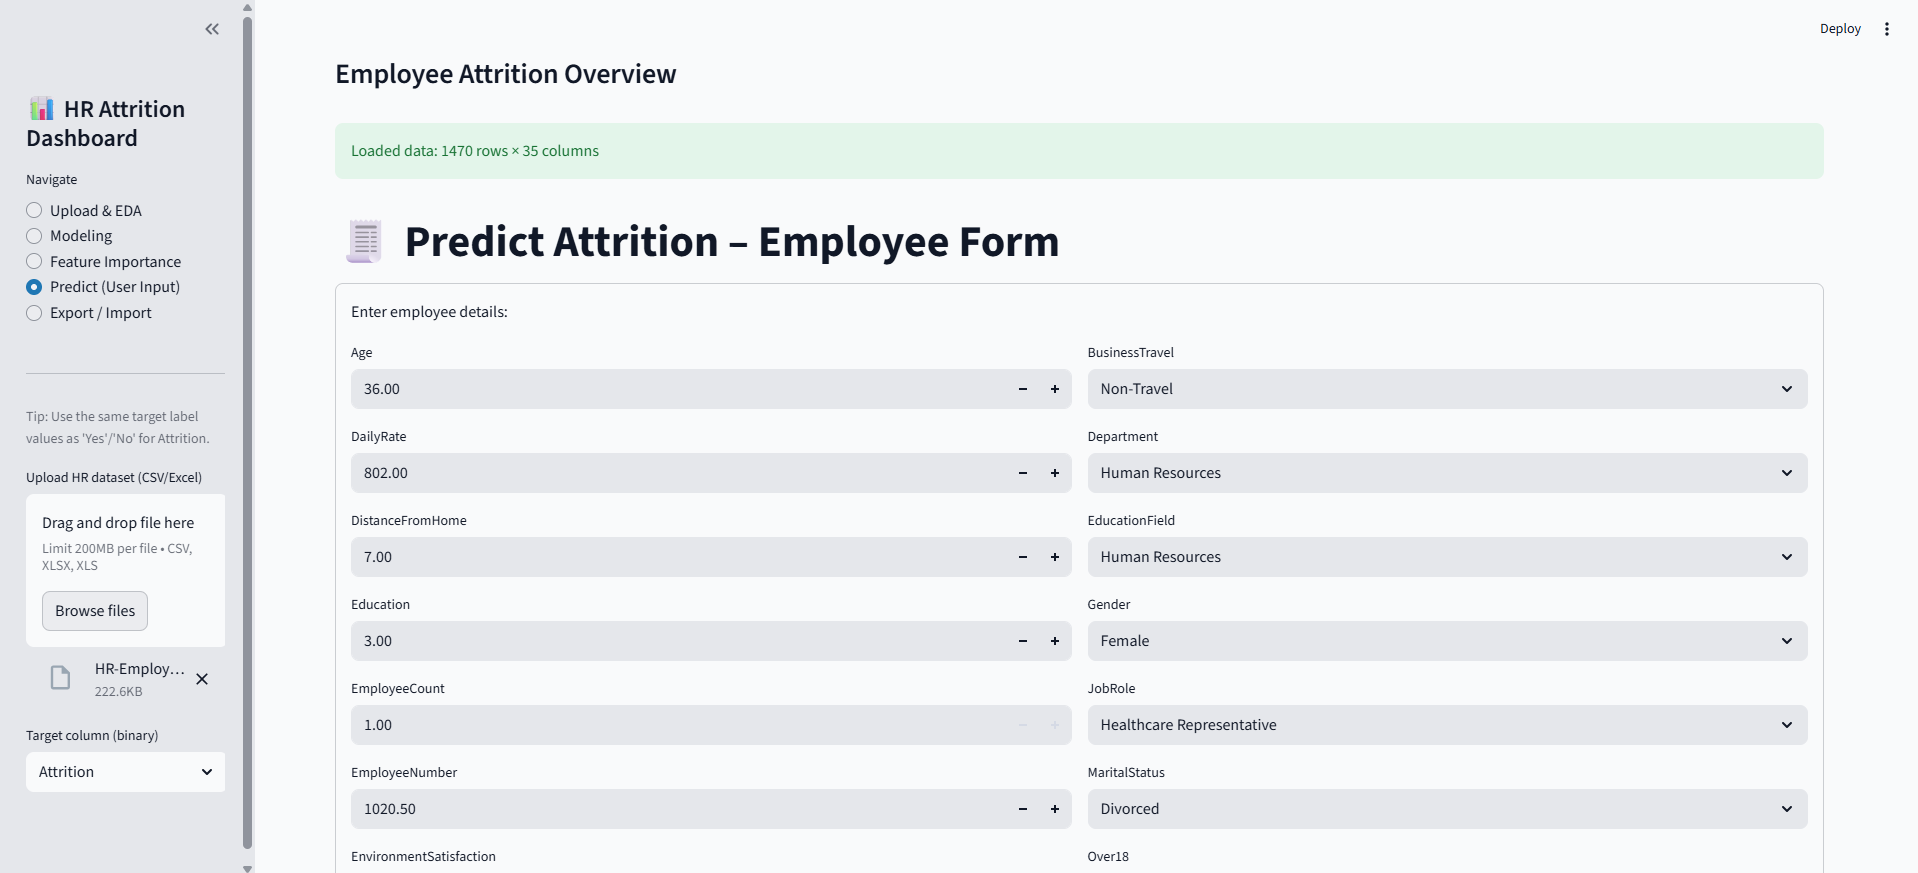 Deploy
HR Attrition
Dashboard
Navigate
Upload & EDA
Modeling
Feature Importance
Predict (User Input)
Export / Import
Tip: Use the same target label
values as 'Yes'/'No' for Attrition.
Upload HR dataset (CSV/Excel)
Drag and drop file here
Limit 200MB per file • CSV,
XLSX, XLS
Browse files
HR-Employ...
222.6KB
Target column (binary)
Attrition
Employee Attrition Overview
Loaded data: 1470 rows × 35 columns
Predict Attrition – Employee Form
Enter employee details:
Age
36.00
BusinessTravel
Non-Travel
DailyRate
802.00
Department
Human Resources
DistanceFromHome
7.00
EducationField
Human Resources
Education
3.00
Gender
Female
EmployeeCount
1.00
JobRole
Healthcare Representative
EmployeeNumber
1020.50
MaritalStatus
Divorced
EnvironmentSatisfaction
Over18